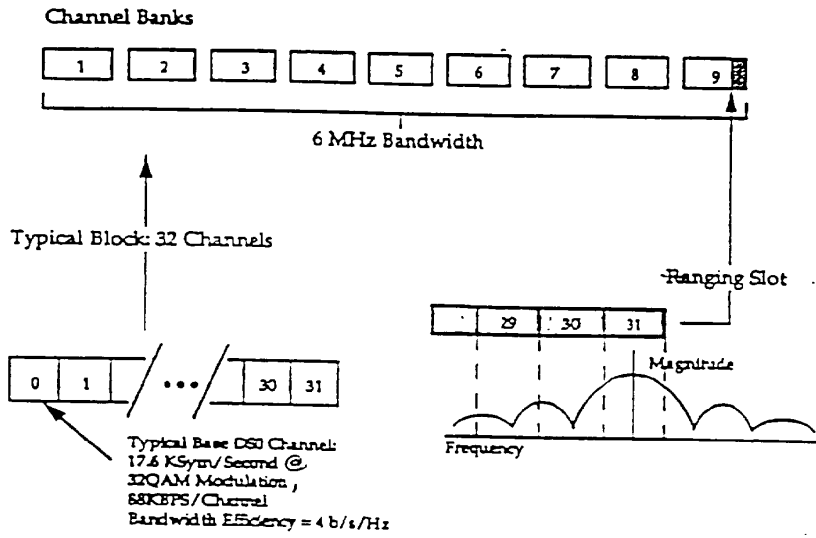 Channel Banks
1 2 3 4 5 6 7 8 9
6 MHz Bandwidth
Typical Block: 32 Channels
Ranging Slot
29 30 31
Magnitude
0 1 ••• 30 31
Frequency
Typical Base DS0 Channel:
17.6 KSym/Second @
32QAM Modulation ,
88KBPS/Channel
Bandwidth Efficiency = 4 b/s/Hz